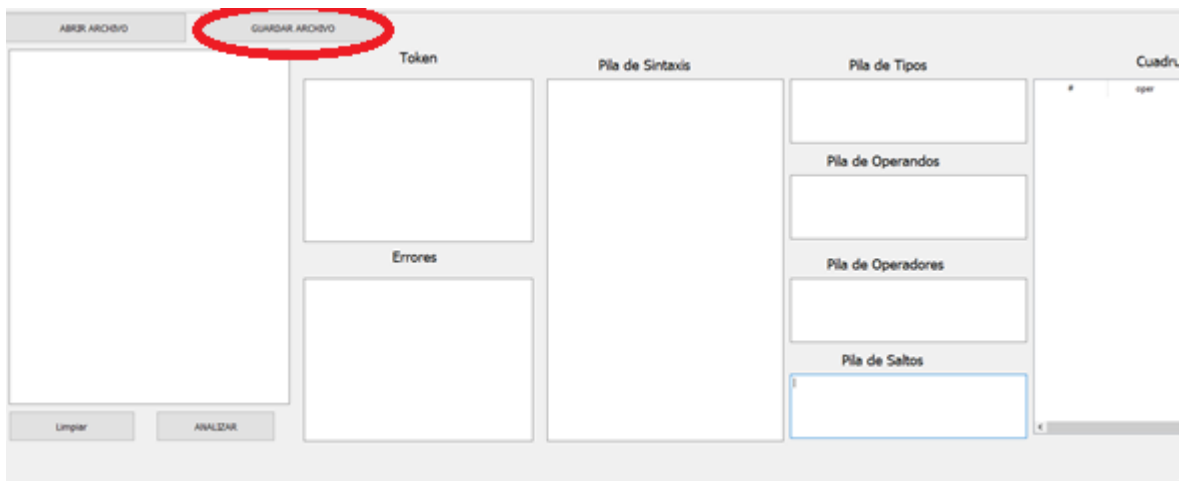 ABRIR ARCHIVO
GUARDAR ARCHIVO
Token
Pila de Sintaxis
Pila de Tipos
Cuadru
#
oper
Pila de Operandos
Errores
Pila de Operadores
Pila de Saltos
Limpiar
ANALIZAR